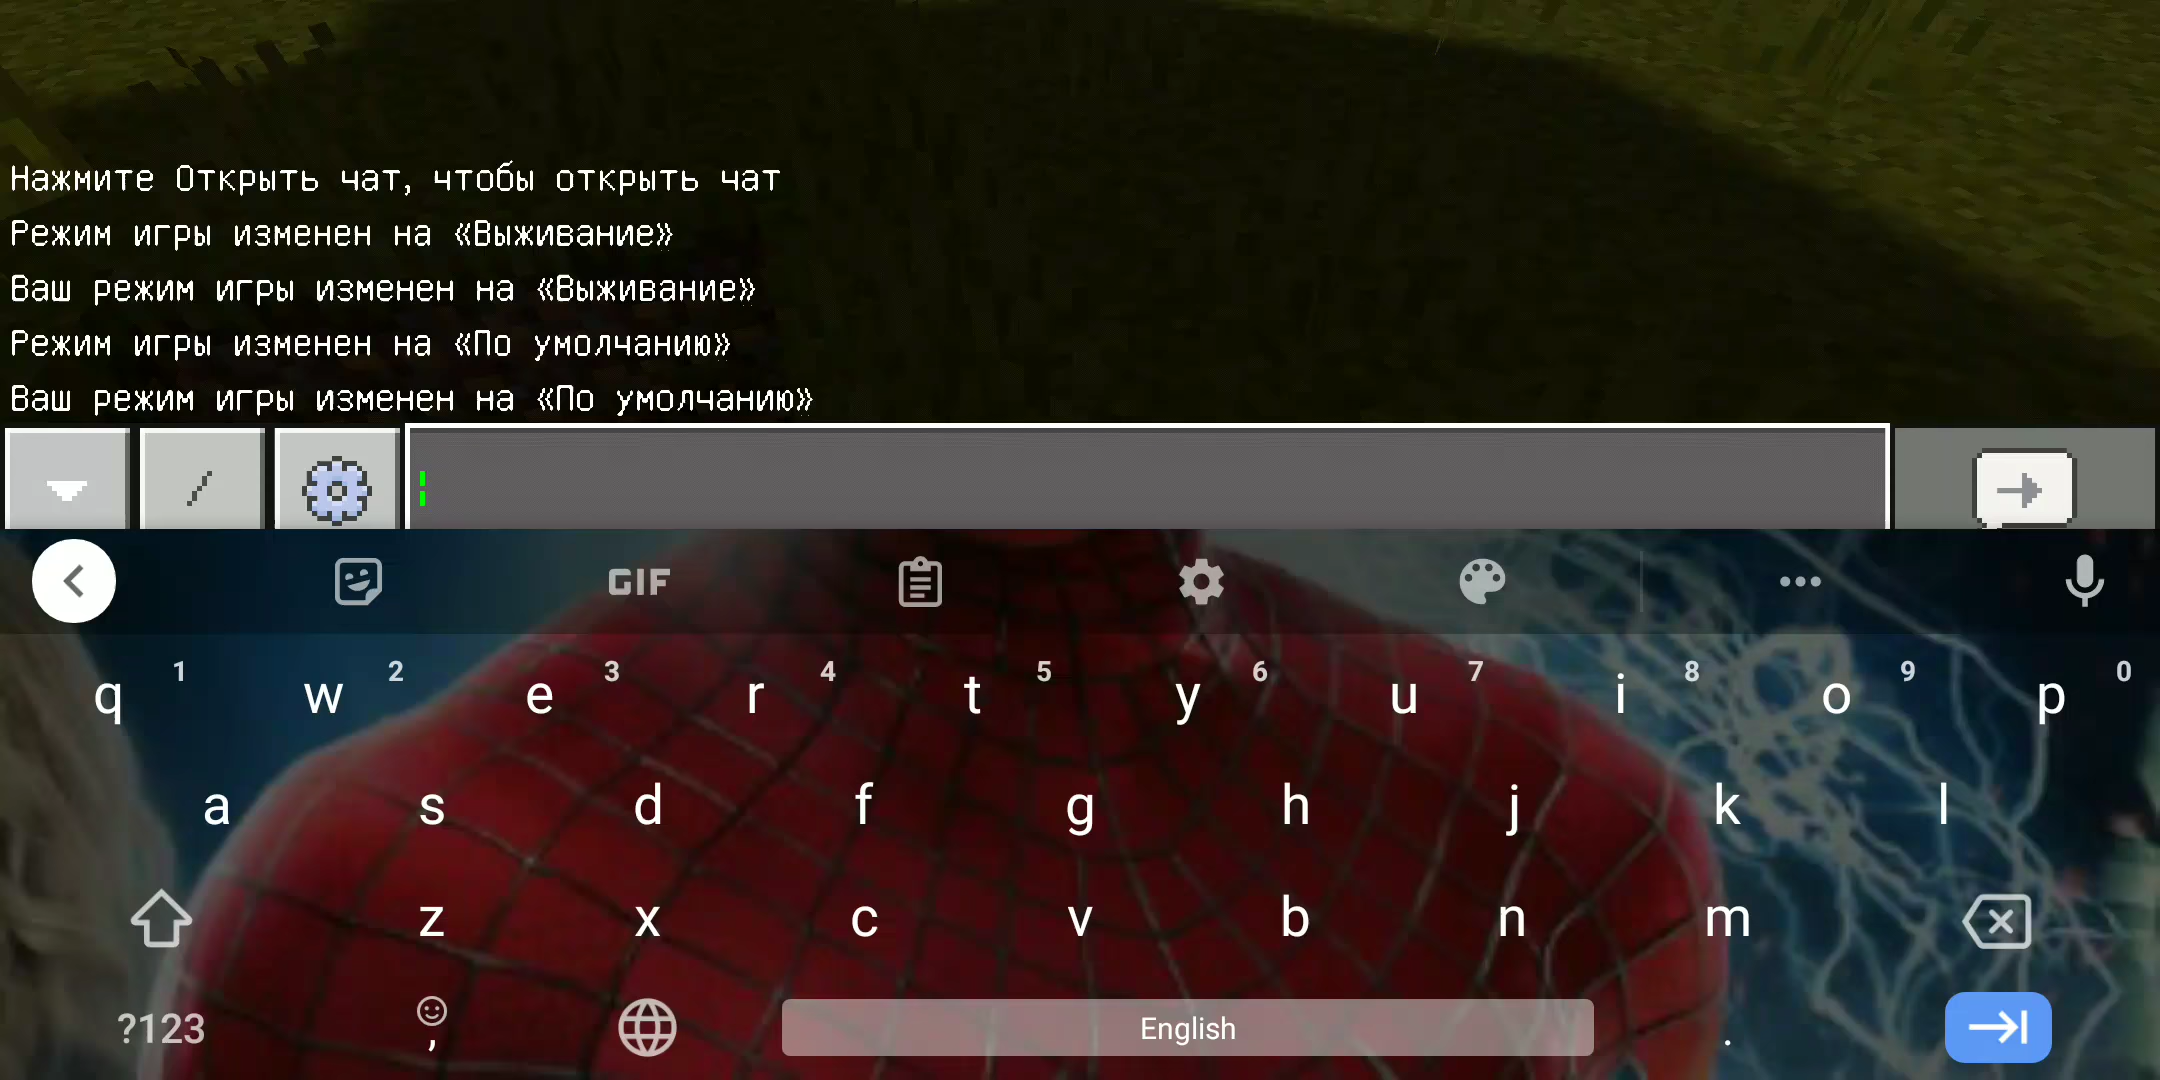 Нажмите Открыть чат, чтобы открыть чат
Режим игры изменен на «Выживание»
Ваш режим игры изменен на «Выживание»
Режим игры изменен на «По умолчанию»
Ваш режим игры изменен на «По умолчанию»
/
GIF
1 2 3 4 5 6 7 8 9 0
q w e r t y u i o p
a s d f g h j k l
z x c v b n m
?123 , English .